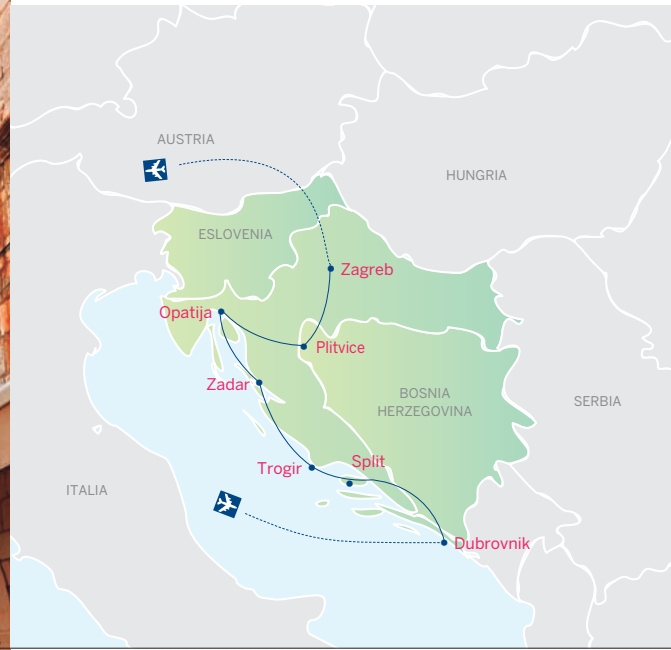 AUSTRIA
HUNGRIA
ESLOVENIA
Zagreb
Opatija
Plitvice
Zadar
BOSNIA
HERZEGOVINA
SERBIA
Split
Trogir
ITALIA
Dubrovnik